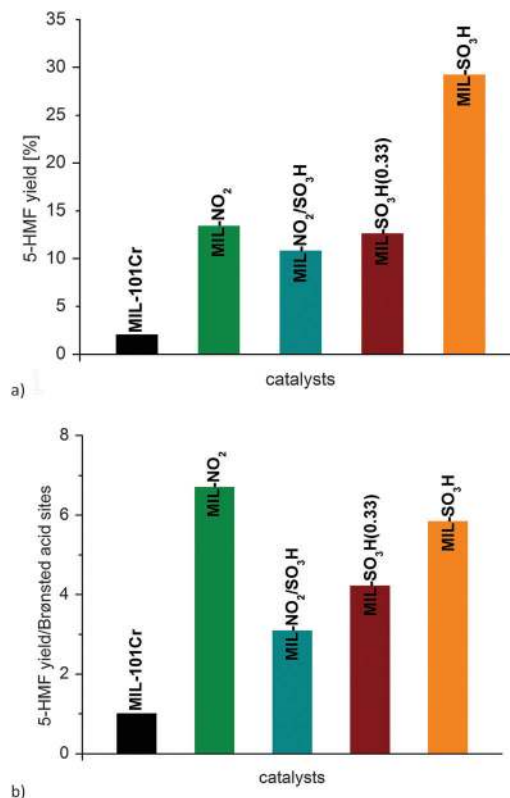 35
30
25
20
15
10
5
0
5-HMF yield [%]
MIL-101Cr
MIL-NO₂
MIL-NO₂/SO₃H
MIL-SO₃H(0.33)
MIL-SO₃H
catalysts
a)
8
6
4
2
0
5-HMF yield/Brønsted acid sites
MIL-101Cr
MIL-NO₂
MIL-NO₂/SO₃H
MIL-SO₃H(0.33)
MIL-SO₃H
catalysts
b)